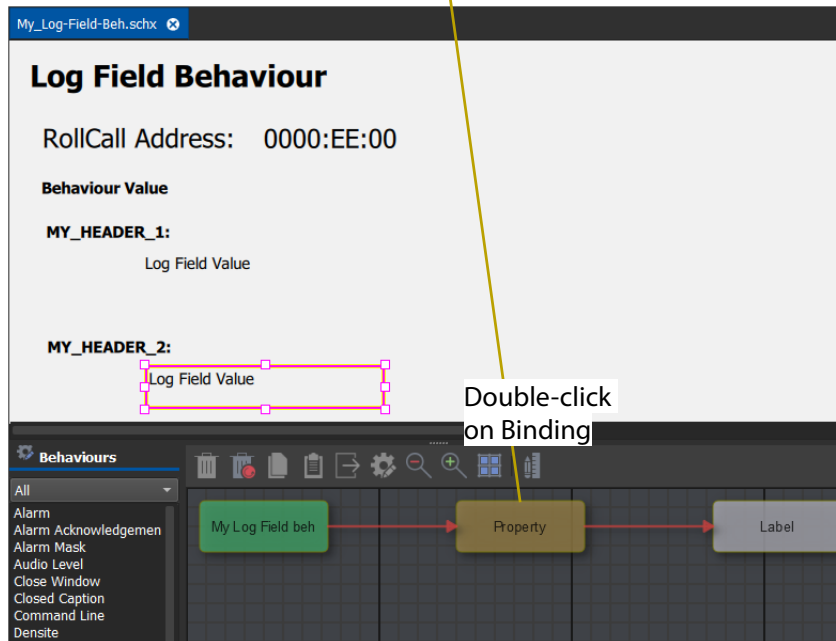 My_Log-Field-Beh.schx
Log Field Behaviour
RollCall Address: 0000:EE:00
Behaviour Value
MY_HEADER_1:
Log Field Value
MY_HEADER_2:
Log Field Value
Double-click
on Binding
Behaviours
All
Alarm
Alarm Acknowledgemen
Alarm Mask
Audio Level
Close Window
Closed Caption
Command Line
Densite
My Log Field beh
Property
Label